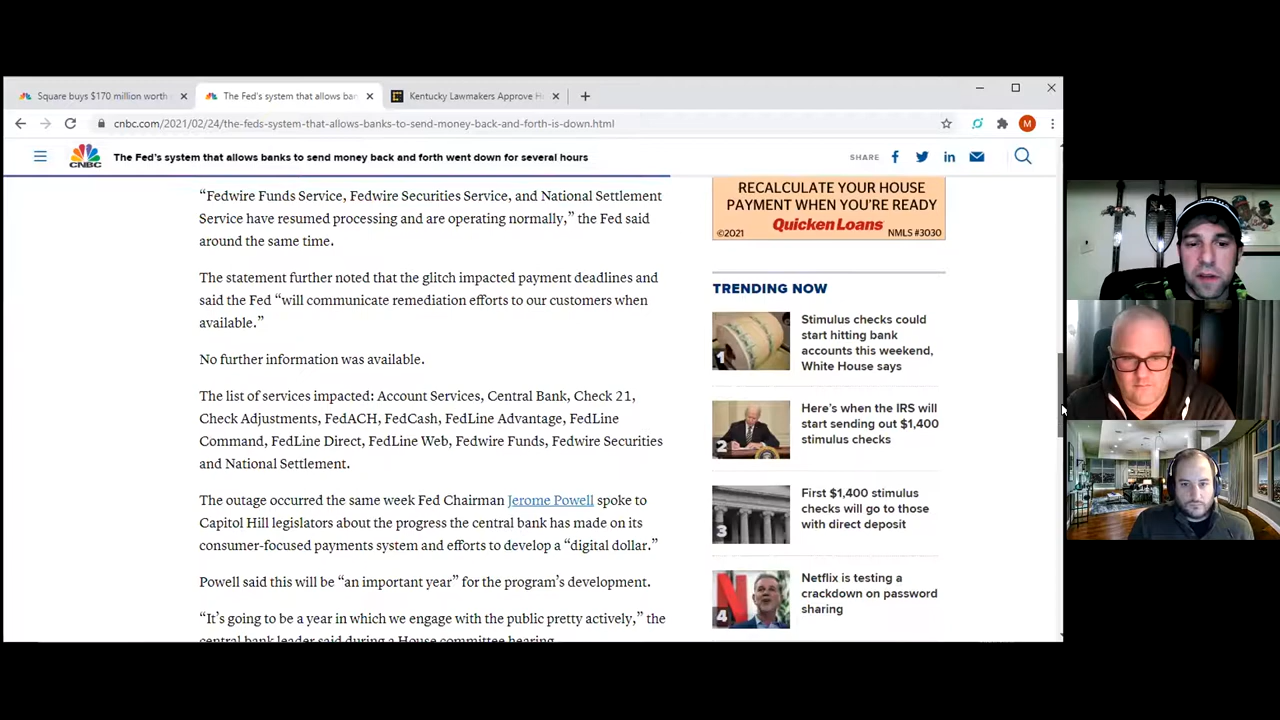 Square buys $170 million worth
The Fed's system that allows ban
Kentucky Lawmakers Approve H
cnbc.com/2021/02/24/the-feds-system-that-allows-banks-to-send-money-back-and-forth-is-down.html
M
CNBC
The Fed's system that allows banks to send money back and forth went down for several hours
SHARE
“Fedwire Funds Service, Fedwire Securities Service, and National Settlement
Service have resumed processing and are operating normally,” the Fed said
around the same time.
The statement further noted that the glitch impacted payment deadlines and
said the Fed “will communicate remediation efforts to our customers when
available.”
No further information was available.
The list of services impacted: Account Services, Central Bank, Check 21,
Check Adjustments, FedACH, FedCash, FedLine Advantage, FedLine
Command, FedLine Direct, FedLine Web, Fedwire Funds, Fedwire Securities
and National Settlement.
The outage occurred the same week Fed Chairman Jerome Powell spoke to
Capitol Hill legislators about the progress the central bank has made on its
consumer-focused payments system and efforts to develop a “digital dollar.”
Powell said this will be “an important year” for the program’s development.
“It’s going to be a year in which we engage with the public pretty actively,” the
central bank leader said during a House committee hearing.
RECALCULATE YOUR HOUSE
PAYMENT WHEN YOU'RE READY
Quicken Loans
©2021
NMLS #3030
TRENDING NOW
1
Stimulus checks could
start hitting bank
accounts this weekend,
White House says
2
Here’s when the IRS will
start sending out $1,400
stimulus checks
3
First $1,400 stimulus
checks will go to those
with direct deposit
4
Netflix is testing a
crackdown on password
sharing